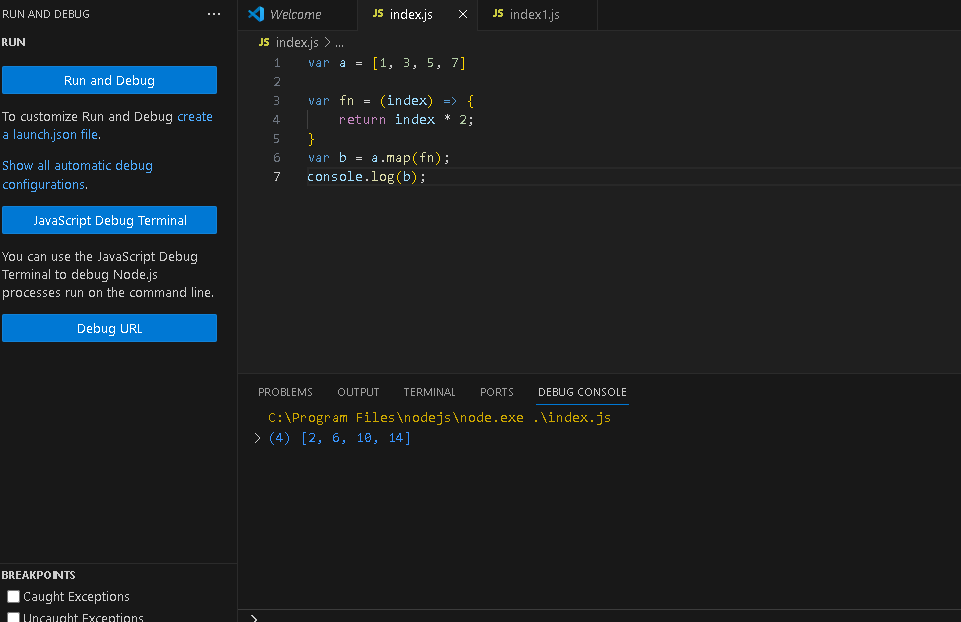 RUN AND DEBUG ...
RUN
Run and Debug
To customize Run and Debug create
a launch.json file.
Show all automatic debug
configurations.
JavaScript Debug Terminal
You can use the JavaScript Debug
Terminal to debug Node.js
processes run on the command line.
Debug URL
BREAKPOINTS
Caught Exceptions
Uncaught Exceptions
Welcome
JS index.js
JS index1.js
JS index.js > ...
1 var a = [1, 3, 5, 7]
2
3 var fn = (index) => {
4 return index * 2;
5 }
6 var b = a.map(fn);
7 console.log(b);
PROBLEMS OUTPUT TERMINAL PORTS DEBUG CONSOLE
C:\Program Files\nodejs\node.exe .\index.js
> (4) [2, 6, 10, 14]
>